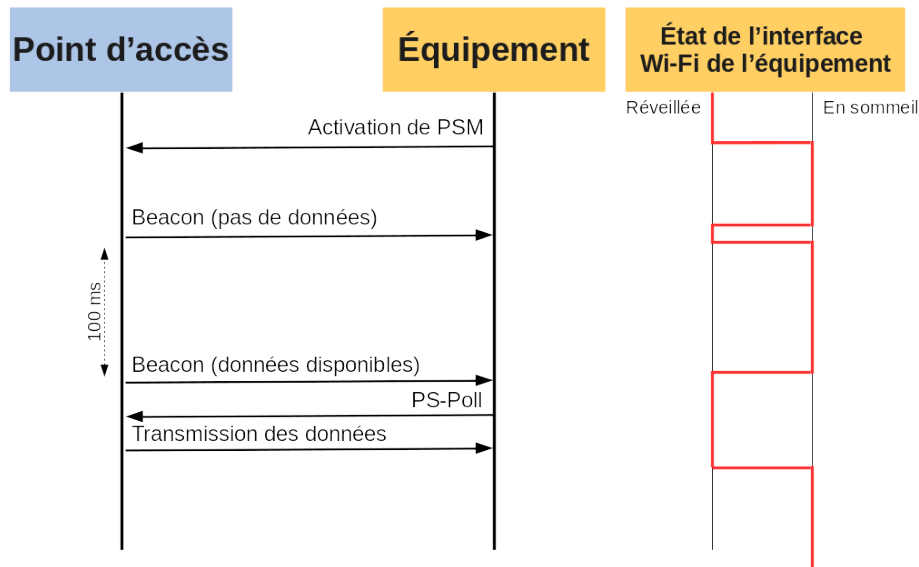 Point d’accès
Équipement
État de l’interface
Wi-Fi de l’équipement
Réveillée
En sommeil
Activation de PSM
Beacon (pas de données)
100 ms
Beacon (données disponibles)
PS-Poll
Transmission des données